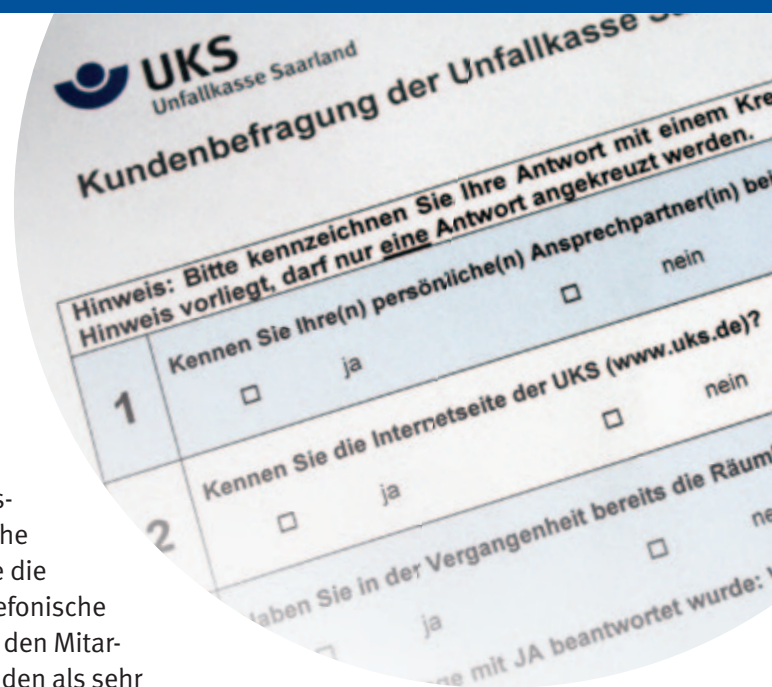 UKS
Unfallkasse Saarland
Kundenbefragung der Unfallkasse
Hinweis: Bitte kennzeichnen Sie Ihre Antwort mit einem
Hinweis vorliegt, darf nur eine Antwort angekreuzt werden.
1
Kennen Sie Ihre(n) persönliche(n) Ansprechpartner(in) bei
ja
nein
2
Kennen Sie die Internetseite der UKS (www.uks.de)?
ja
nein
Haben Sie in der Vergangenheit bereits die
ja
mit JA beantwortet wurde:
die
den Mitar-
den als sehr